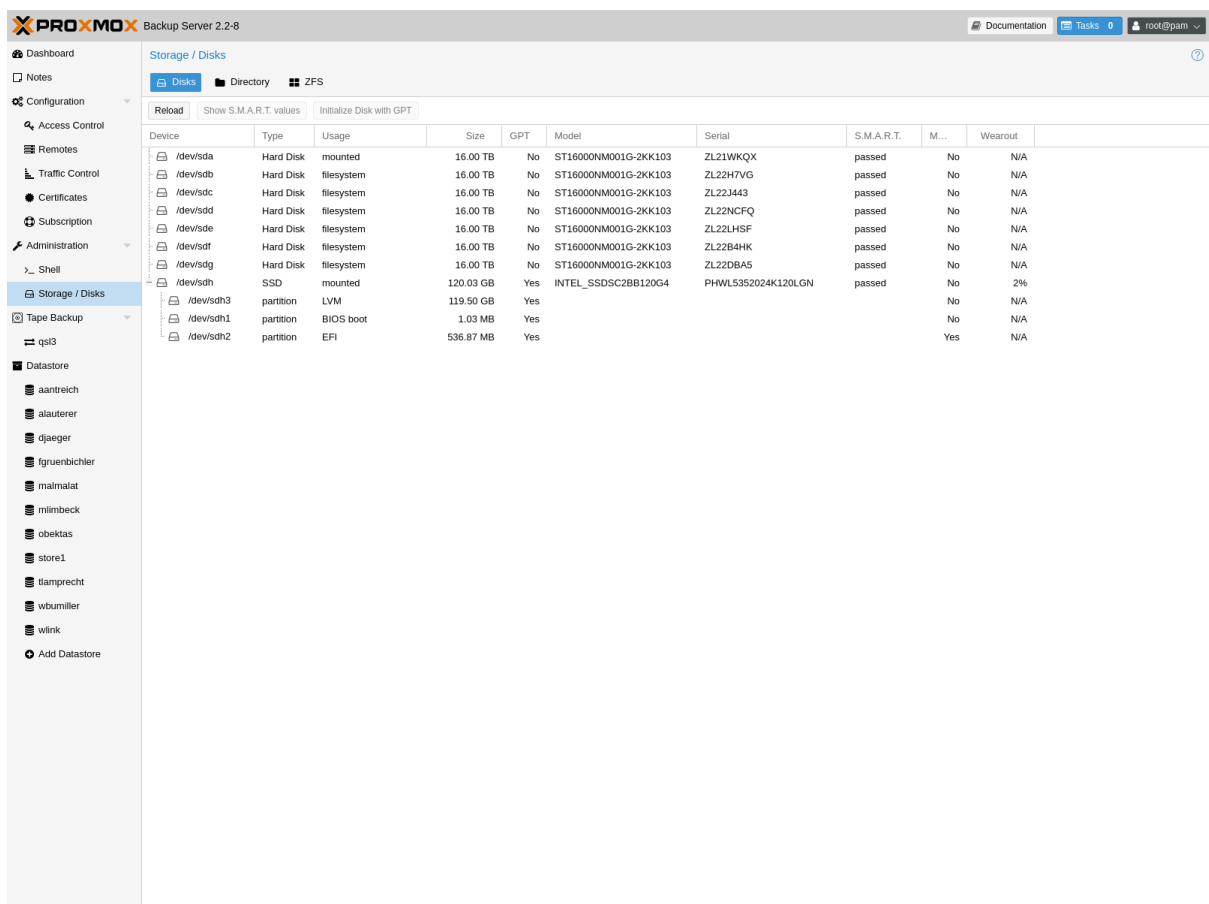 PROXMOX Backup Server 2.2-8 Documentation Tasks 0 root@pam
Dashboard
Notes
Configuration
Access Control
Remotes
Traffic Control
Certificates
Subscription
Administration
>_ Shell
Storage / Disks
Tape Backup
qsl3
Datastore
aantreich
alauterer
djaeger
fgruenbichler
malmalat
mlimbeck
obektas
store1
tlamprecht
wbumiller
wlink
Add Datastore
Storage / Disks ?
Disks Directory ZFS
Reload Show S.M.A.R.T. values Initialize Disk with GPT
Device Type Usage Size GPT Model Serial S.M.A.R.T. M... Wearout
/dev/sda Hard Disk mounted 16.00 TB No ST16000NM001G-2KK103 ZL21WKQX passed No N/A
/dev/sdb Hard Disk filesystem 16.00 TB No ST16000NM001G-2KK103 ZL22H7VG passed No N/A
/dev/sdc Hard Disk filesystem 16.00 TB No ST16000NM001G-2KK103 ZL22J443 passed No N/A
/dev/sdd Hard Disk filesystem 16.00 TB No ST16000NM001G-2KK103 ZL22NCFQ passed No N/A
/dev/sde Hard Disk filesystem 16.00 TB No ST16000NM001G-2KK103 ZL22LHSF passed No N/A
/dev/sdf Hard Disk filesystem 16.00 TB No ST16000NM001G-2KK103 ZL22B4HK passed No N/A
/dev/sdg Hard Disk filesystem 16.00 TB No ST16000NM001G-2KK103 ZL22DBA5 passed No N/A
/dev/sdh SSD mounted 120.03 GB Yes INTEL_SSDSC2BB120G4 PHWL5352024K120LGN passed No 2%
/dev/sdh3 partition LVM 119.50 GB Yes No N/A
/dev/sdh1 partition BIOS boot 1.03 MB Yes No N/A
/dev/sdh2 partition EFI 536.87 MB Yes Yes N/A